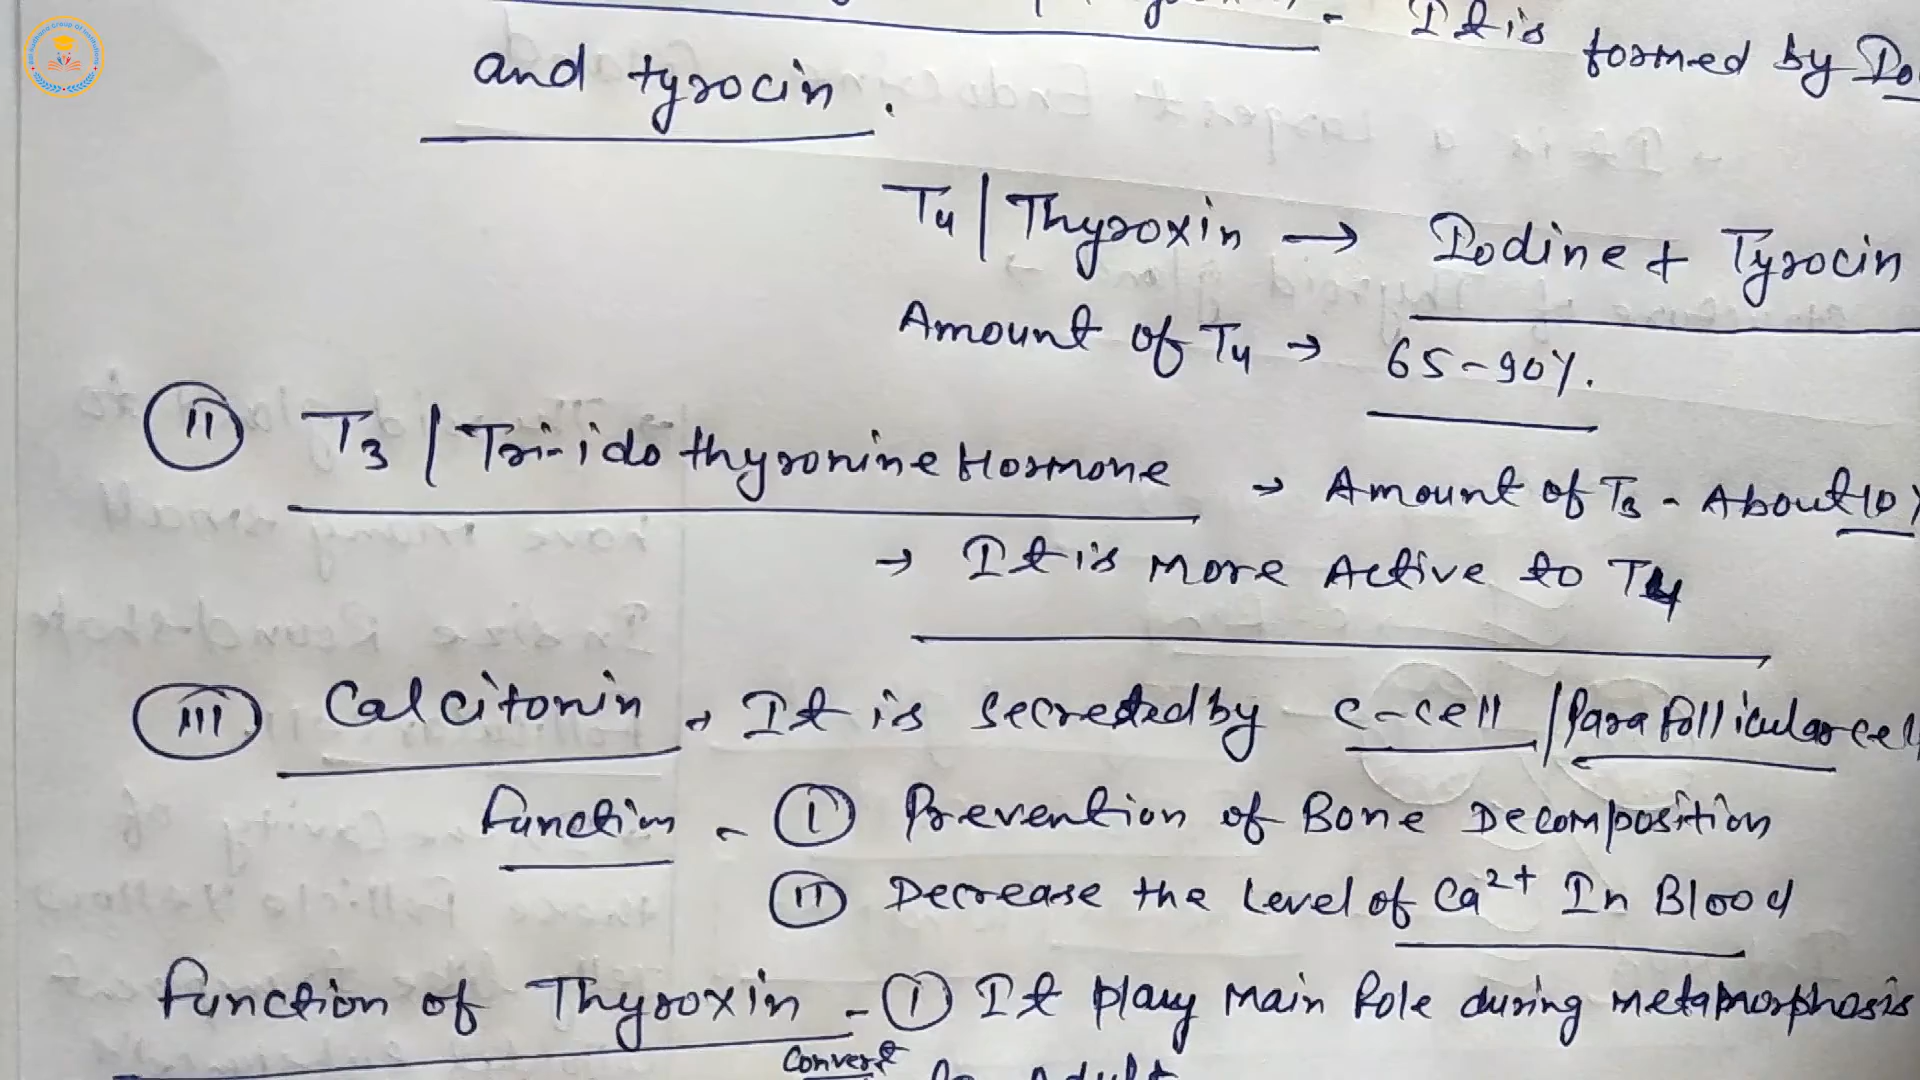 - It is formed by Io
and tyrocin.
T4 | Thyroxin → Iodine + Tyrocin
Amount of T4 → 65-90%.
II T3 | Tri-ido thyronine Hormone → Amount of T3 - About 10%
→ It is More Active to T4
III Calcitonin → It is secreted by c-cell / Parafollicular cell
function - I Prevention of Bone Decomposition
II Decrease the Level of Ca2+ In Blood
function of Thyroxin - I It play Main Role during metamorphosis
Convert
Adult